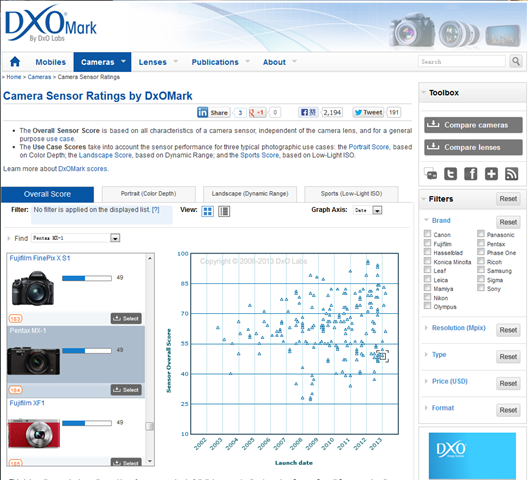 DXO Mark
By DxO Labs
Mobiles
Cameras
Lenses
Publications
About
Search
> Home > Cameras > Camera Sensor Ratings
Camera Sensor Ratings by DxOMark
Share 3
+1 0
2,194
Tweet 191
• The Overall Sensor Score is based on all characteristics of a camera sensor, independent of the camera lens, and for a general
purpose use case.
• The Use Case Scores take into account the sensor performance for three typical photographic use cases: the Portrait Score, based
on Color Depth; the Landscape Score, based on Dynamic Range; and the Sports Score, based on Low-Light ISO.
Learn more about DxOMark scores.
Overall Score
Portrait (Color Depth)
Landscape (Dynamic Range)
Sports (Low-Light ISO)
Filter: No filter is applied on the displayed list. [?]
View:
Graph Axis: Date
Find Pentax MX-1
Fujifilm FinePix X S1
49
183
Select
Pentax MX-1
49
184
Select
Fujifilm XF1
49
185
Select
Copyright © 2008-2013 DxO Labs
Sensor Overall Score
100
85
70
55
40
25
10
2002
2003
2004
2005
2006
2007
2008
2009
2010
2011
2012
2013
Launch date
Toolbox
Compare cameras
Compare lenses
Filters
Reset
Brand
Reset
Canon
Fujifilm
Hasselblad
Konica Minolta
Leaf
Leica
Mamiya
Nikon
Olympus
Panasonic
Pentax
Phase One
Ricoh
Samsung
Sigma
Sony
Resolution (Mpix)
Reset
Type
Reset
Price (USD)
Reset
Format
Reset
DXO